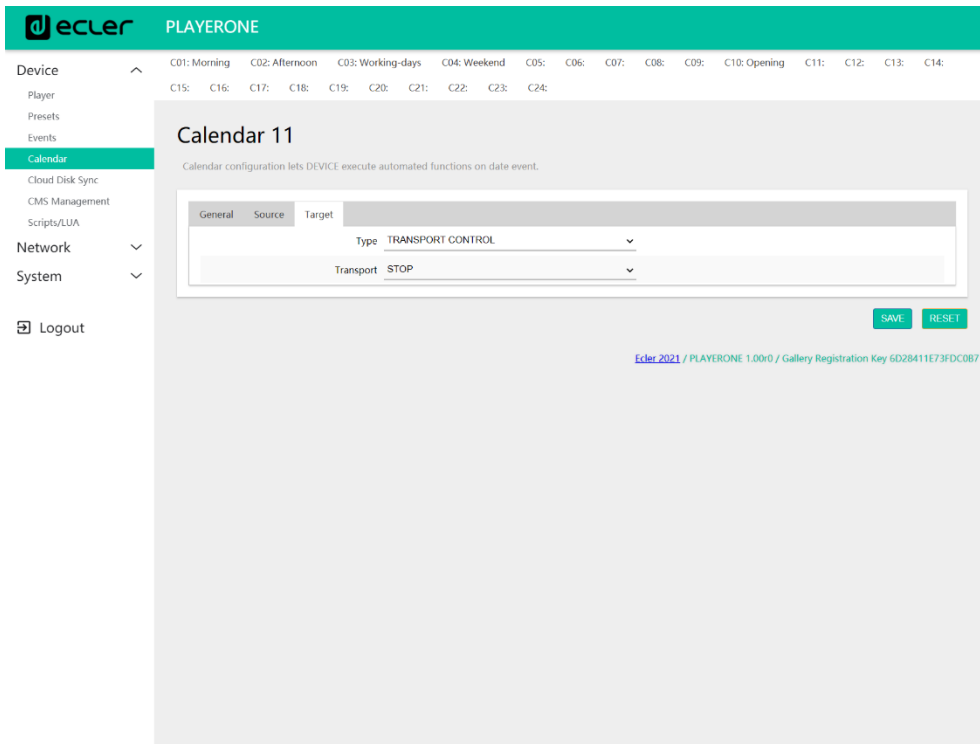 ecler PLAYERONE
Device
Player
Presets
Events
Calendar
Cloud Disk Sync
CMS Management
Scripts/LUA
Network
System
Logout
C01: Morning C02: Afternoon C03: Working-days C04: Weekend C05: C06: C07: C08: C09: C10: Opening C11: C12: C13: C14:
C15: C16: C17: C18: C19: C20: C21: C22: C23: C24:
Calendar 11
Calendar configuration lets DEVICE execute automated functions on date event.
General Source Target
Type TRANSPORT CONTROL
Transport STOP
SAVE RESET
Ecler 2021 / PLAYERONE 1.00r0 / Gallery Registration Key 6D28411E73FDC0B7